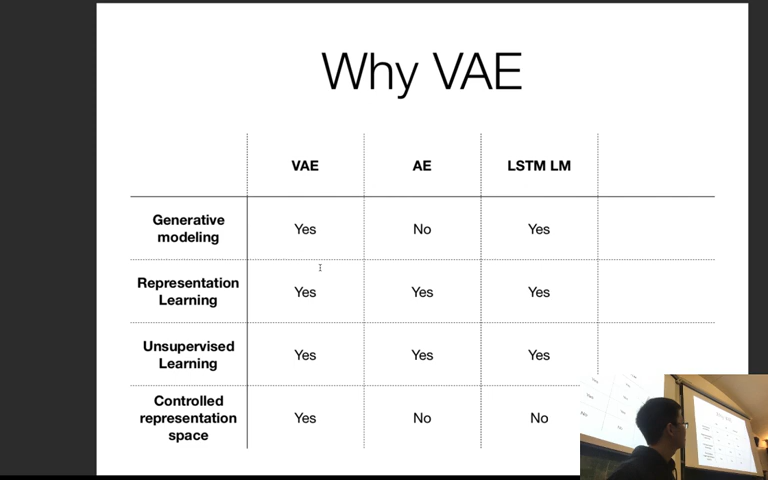 Why VAE
VAE AE LSTM LM
Generative
modeling
Yes No Yes
Representation
Learning
Yes Yes Yes
Unsupervised
Learning
Yes Yes Yes
Controlled
representation
space
Yes No No